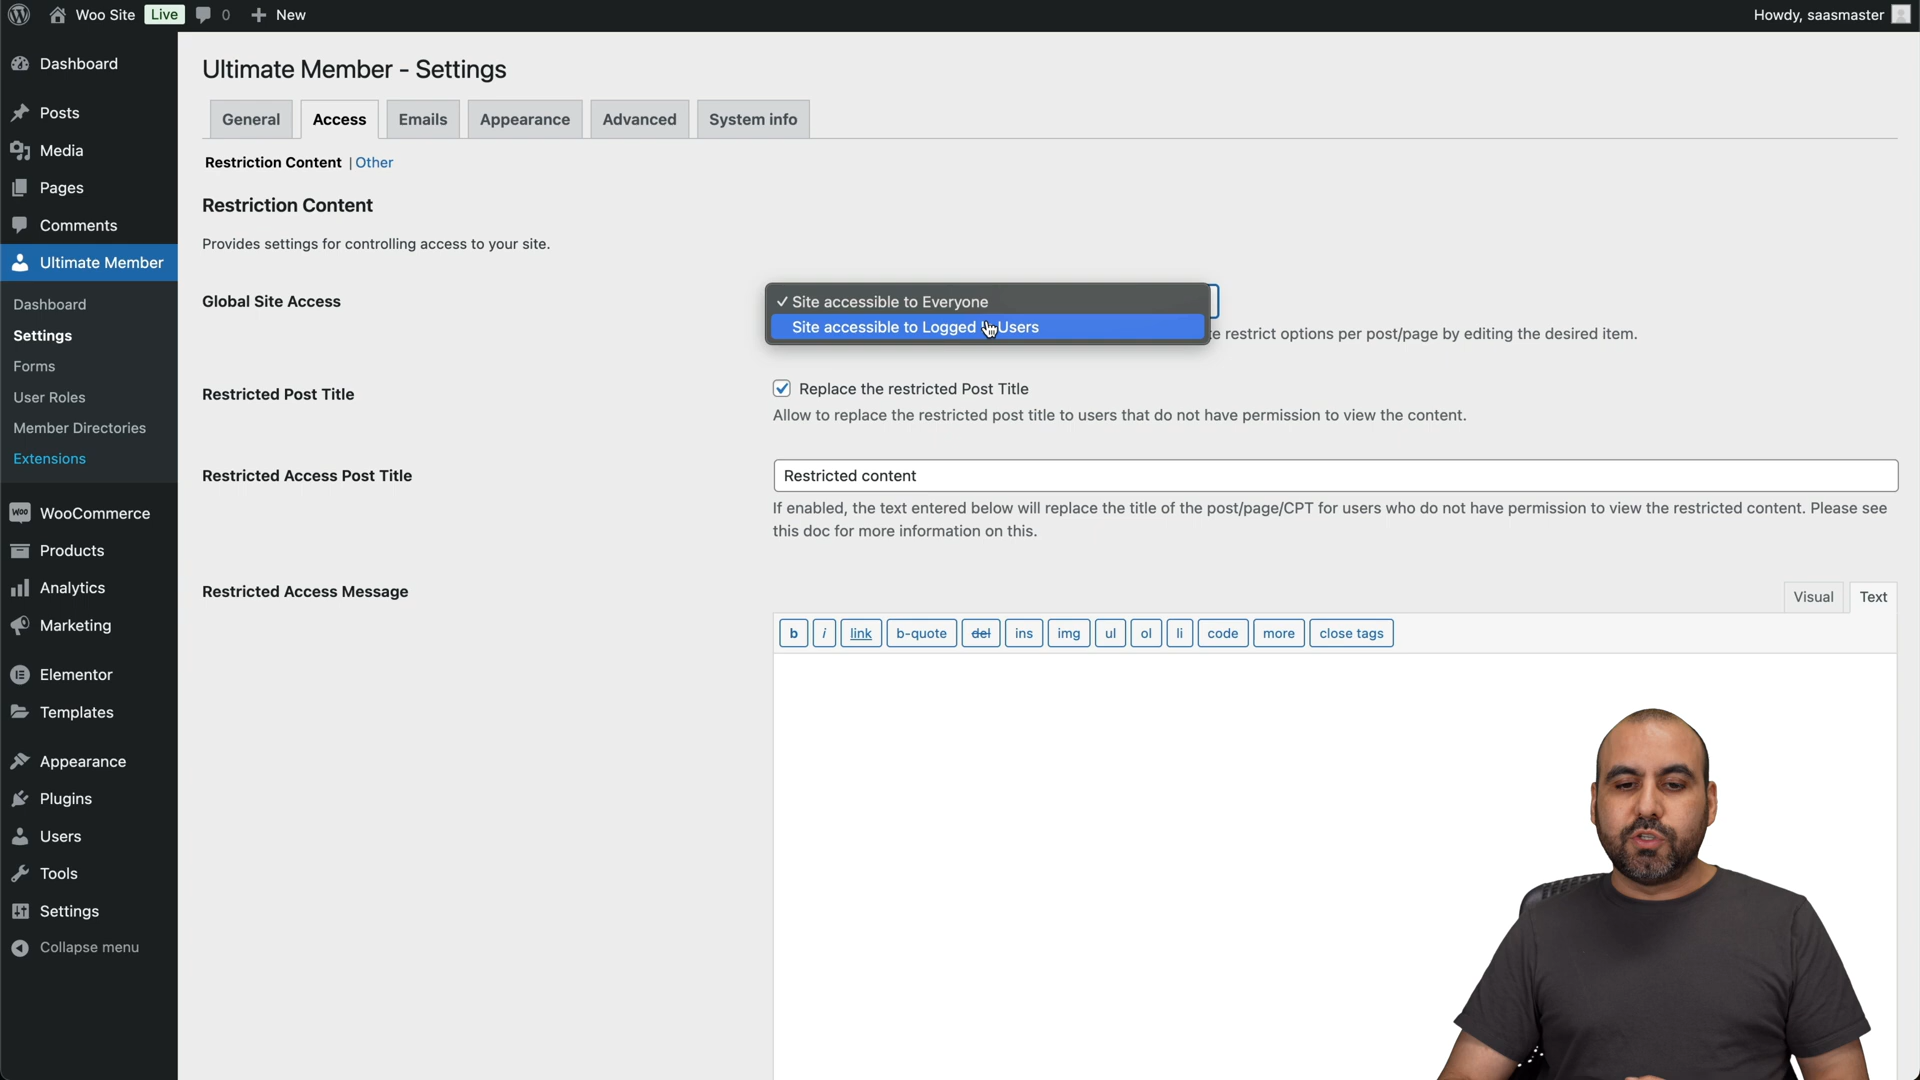 Woo Site Live 0 New
Howdy, saasmaster
Dashboard
Posts
Media
Pages
Comments
Ultimate Member
Dashboard
Settings
Forms
User Roles
Member Directories
Extensions
WooCommerce
Products
Analytics
Marketing
Elementor
Templates
Appearance
Plugins
Users
Tools
Settings
Collapse menu
Ultimate Member - Settings
General Access Emails Appearance Advanced System info
Restriction Content | Other
Restriction Content
Provides settings for controlling access to your site.
Global Site Access
Site accessible to Everyone
Site accessible to Logged Users
restrict options per post/page by editing the desired item.
Restricted Post Title
Replace the restricted Post Title
Allow to replace the restricted post title to users that do not have permission to view the content.
Restricted Access Post Title
Restricted content
If enabled, the text entered below will replace the title of the post/page/CPT for users who do not have permission to view the restricted content. Please see
this doc for more information on this.
Restricted Access Message
Visual Text
b i link b-quote del ins img ul ol li code more close tags